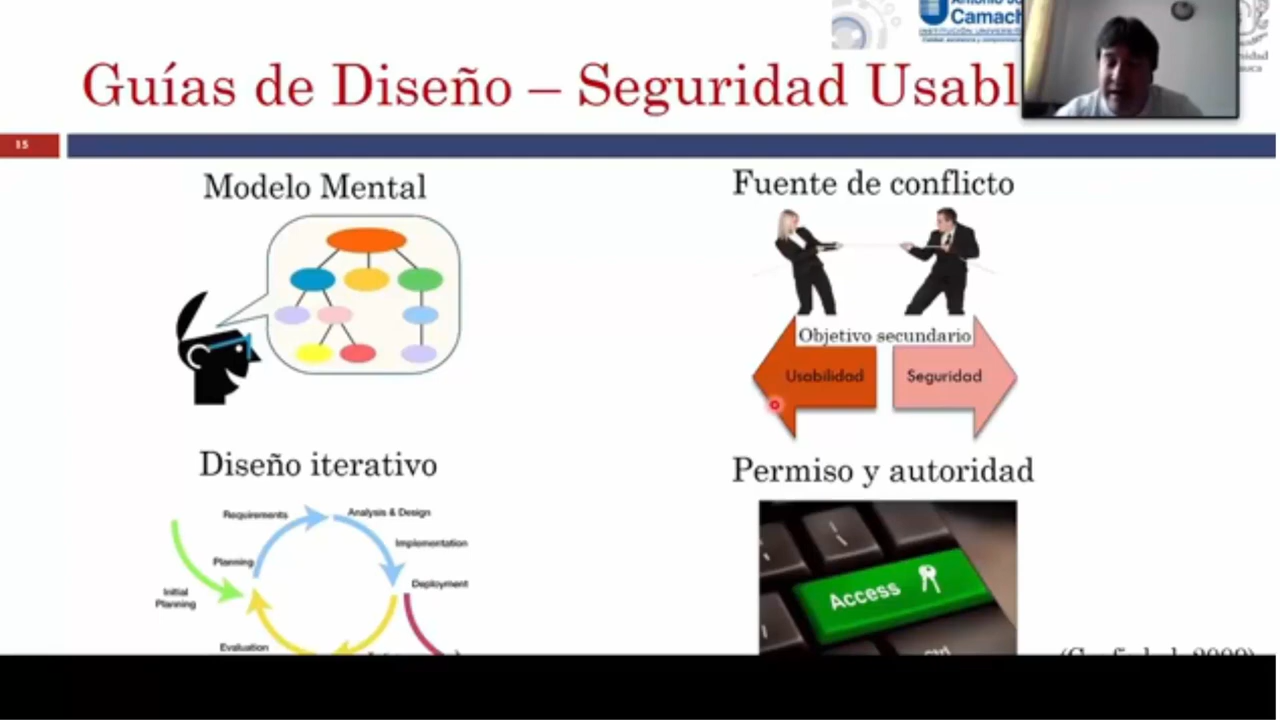 Camach
Guías de Diseño – Seguridad Usabl
15
Modelo Mental
Fuente de conflicto
Objetivo secundario
Usabilidad
Seguridad
Diseño iterativo
Permiso y autoridad
Requirements
Analysis & Design
Implementation
Planning
Deployment
Initial
Planning
Evaluation
Access
ctrl